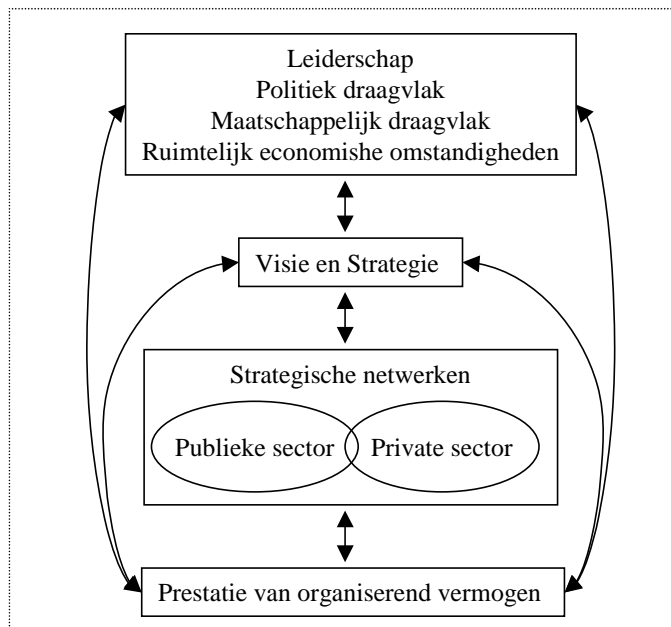 Leiderschap
Politiek draagvlak
Maatschappelijk draagvlak
Ruimtelijk economishe omstandigheden
Visie en Strategie
Strategische netwerken
Publieke sector
Private sector
Prestatie van organiserend vermogen